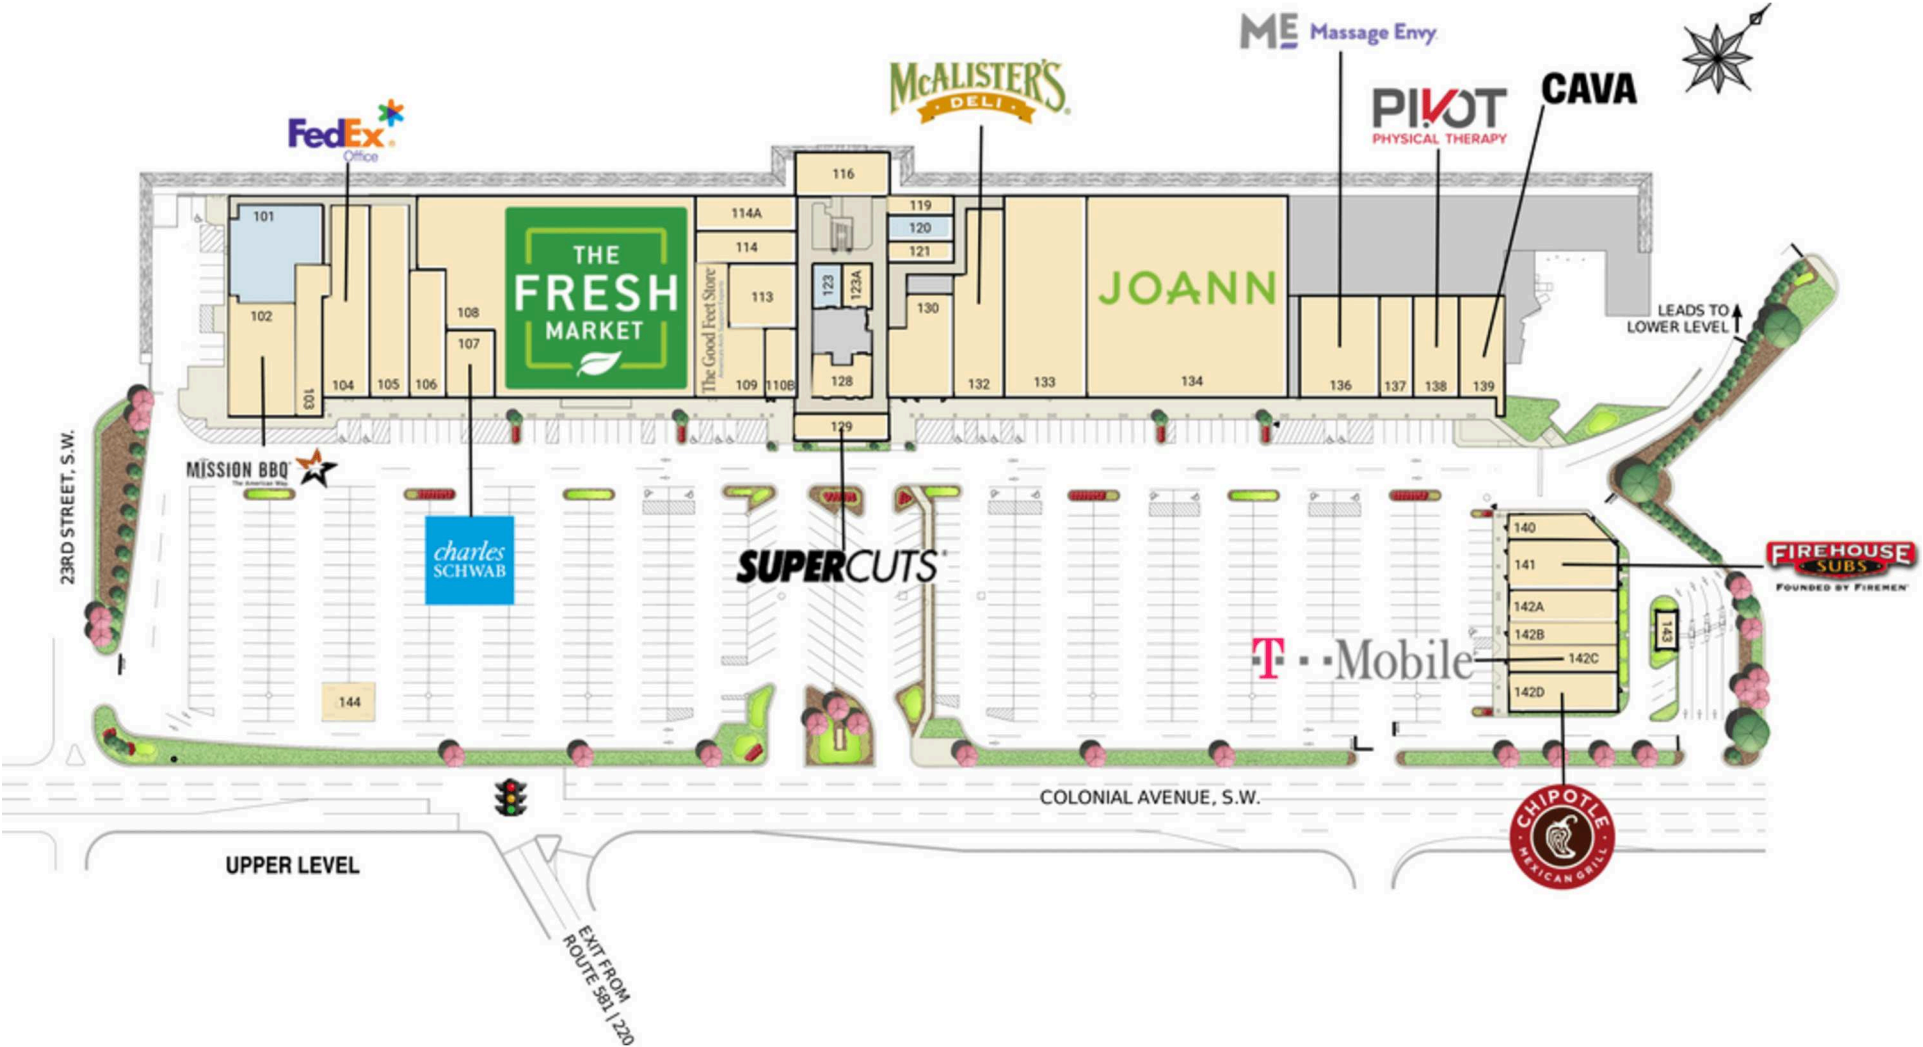 ME Massage Envy
McALISTER'S
DELI
CAVA
PIVOT
PHYSICAL THERAPY
FedEx
Office
116
101
114A
119
120
114
121
THE
FRESH
MARKET
The Good Feet Store
113
123
123A
JOANN
108
130
102
107
LEADS TO
LOWER LEVEL
103
104
105
106
109
110B
128
132
133
134
136
137
138
139
129
MISSION BBQ
The American Way.
23RD STREET, S.W.
charles
SCHWAB
SUPERCUTS
140
141
FIREHOUSE
SUBS
FOUNDED BY FIREMEN
142A
142B
143
T··Mobile
142C
142D
144
COLONIAL AVENUE, S.W.
CHIPOTLE
MEXICAN GRILL
UPPER LEVEL
EXIT FROM
ROUTE 581 | 220